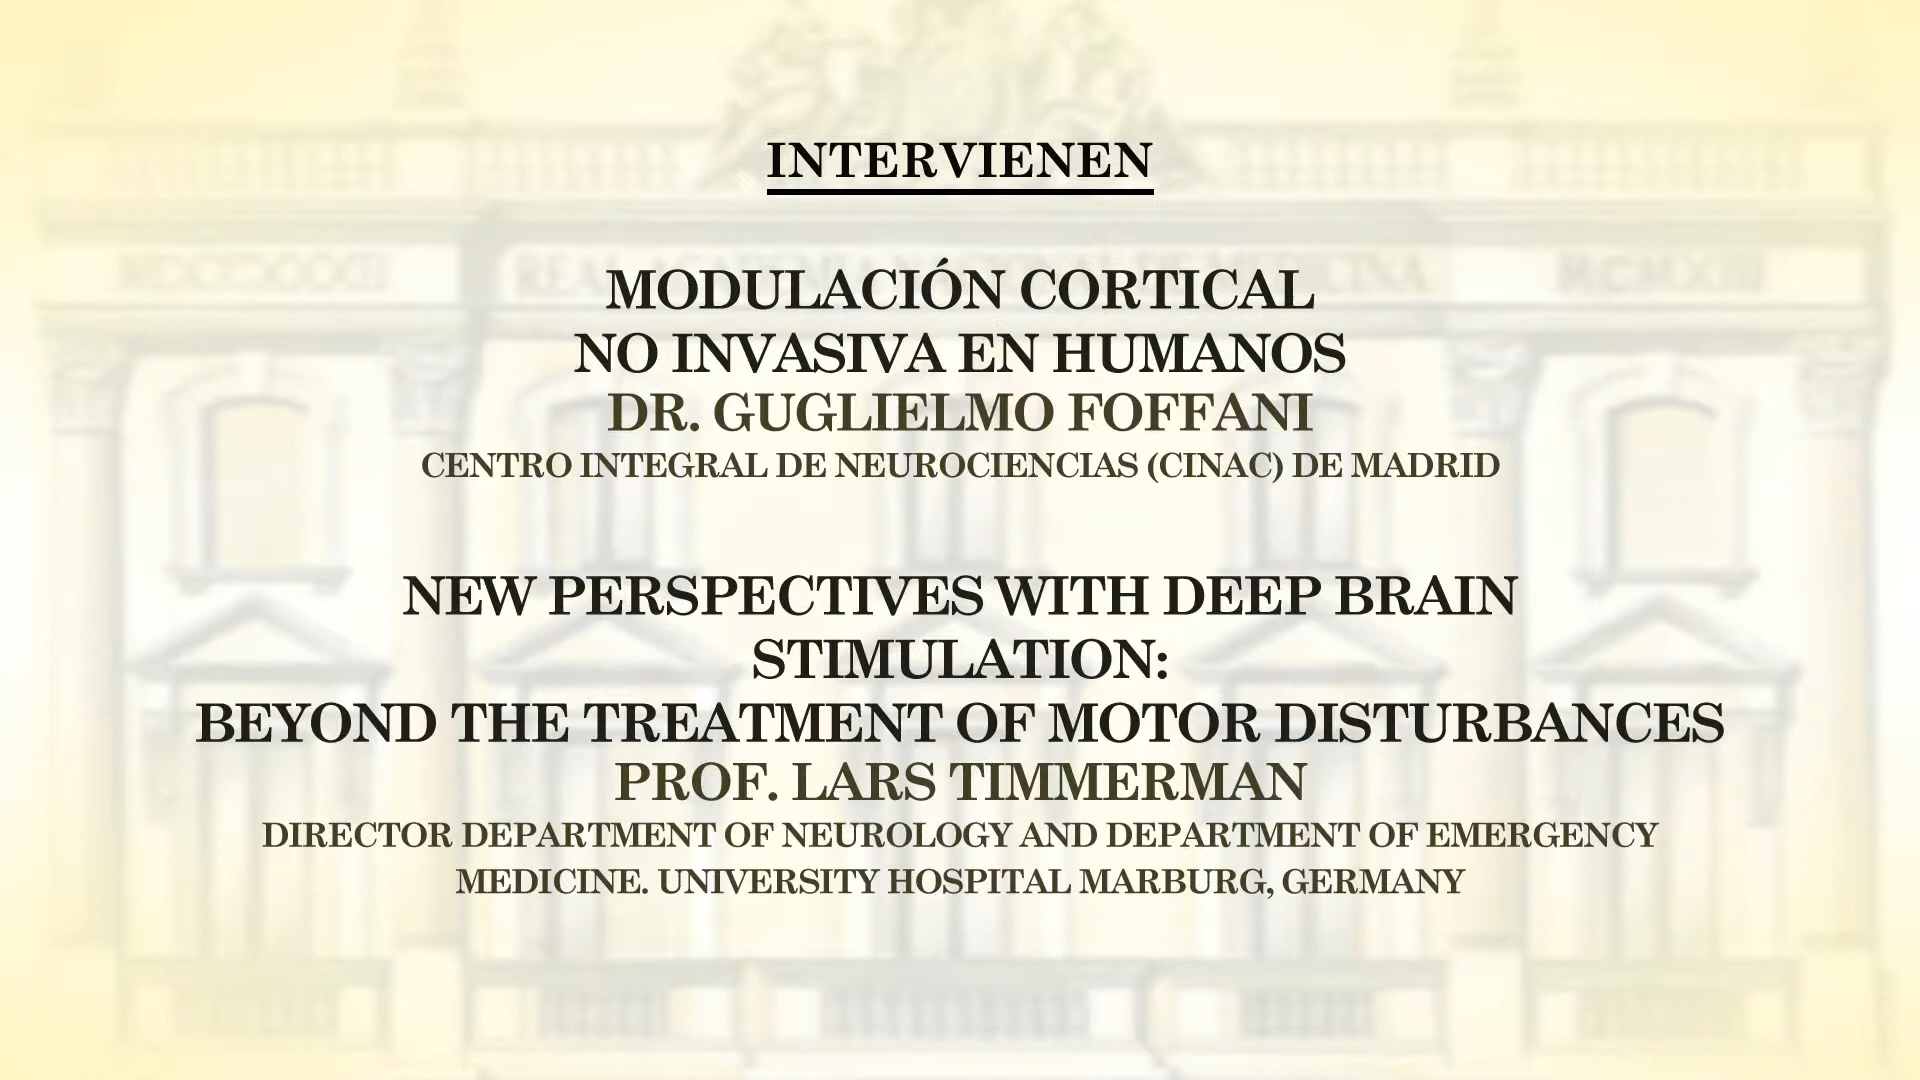 INTERVIENEN
MODULACIÓN CORTICAL
NO INVASIVA EN HUMANOS
DR. GUGLIELMO FOFFANI
CENTRO INTEGRAL DE NEUROCIENCIAS (CINAC) DE MADRID
NEW PERSPECTIVES WITH DEEP BRAIN
STIMULATION:
BEYOND THE TREATMENT OF MOTOR DISTURBANCES
PROF. LARS TIMMERMAN
DIRECTOR DEPARTMENT OF NEUROLOGY AND DEPARTMENT OF EMERGENCY
MEDICINE. UNIVERSITY HOSPITAL MARBURG, GERMANY